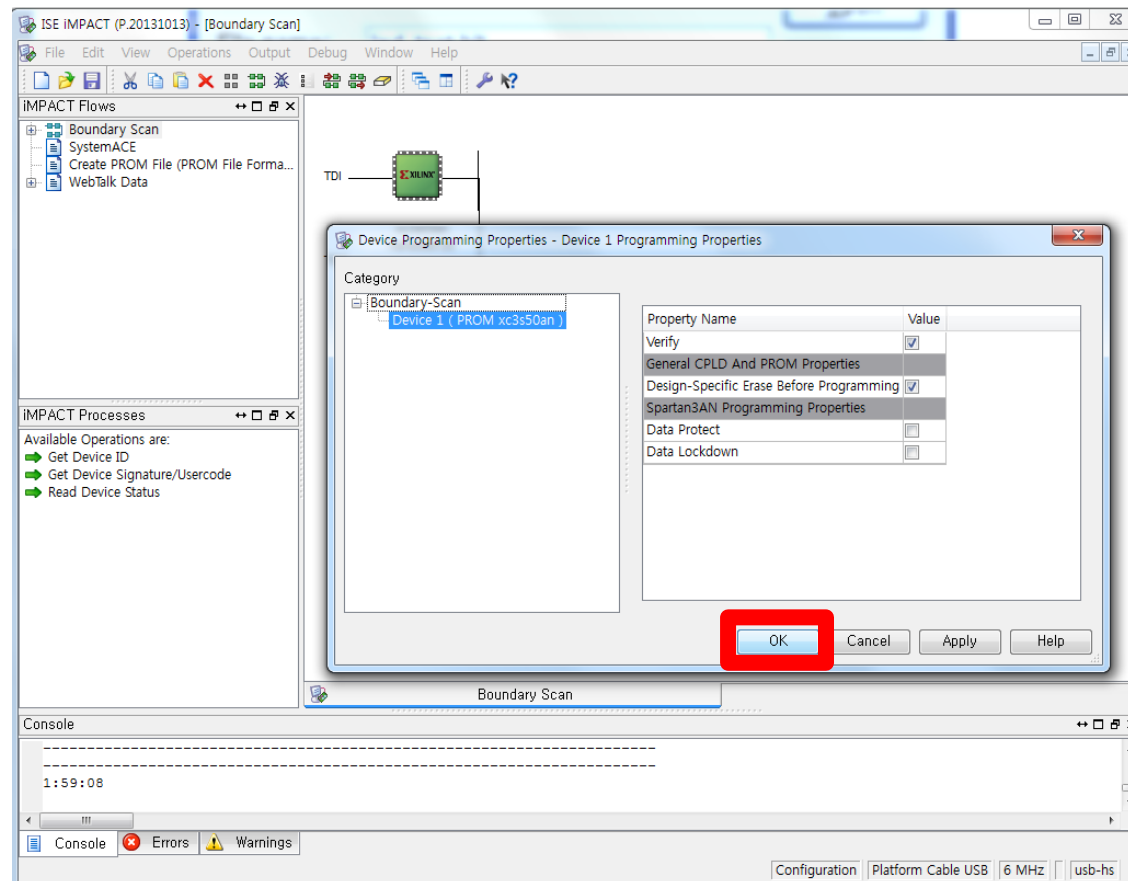 ISE iMPACT (P.20131013) - [Boundary Scan]
File Edit View Operations Output Debug Window Help
iMPACT Flows
Boundary Scan
SystemACE
Create PROM File (PROM File Forma...
WebTalk Data
TDI
XILINX
Device Programming Properties - Device 1 Programming Properties
Category
Boundary-Scan
Device 1 ( PROM xc3s50an )
Property Name Value
Verify
General CPLD And PROM Properties
Design-Specific Erase Before Programming
Spartan3AN Programming Properties
Data Protect
Data Lockdown
OK Cancel Apply Help
iMPACT Processes
Available Operations are:
Get Device ID
Get Device Signature/Usercode
Read Device Status
Boundary Scan
Console
----------------------------------------------------------------------
----------------------------------------------------------------------
1:59:08
Console Errors Warnings
Configuration Platform Cable USB 6 MHz usb-hs